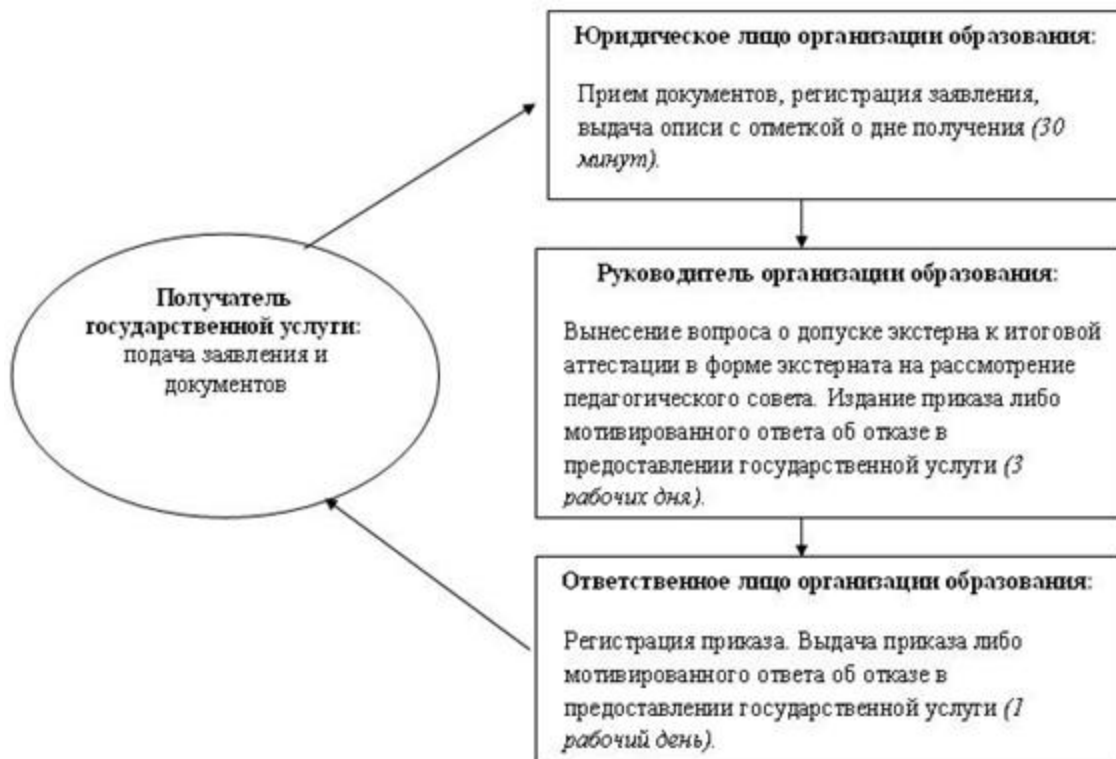 Получатель
государственной услуги:
подача заявления и
документов
Юридическое лицо организации образования:
Прием документов, регистрация заявления,
выдача описи с отметкой о дне получения (30
минут).
Руководитель организации образования:
Вынесение вопроса о допуске экстерна к итоговой
аттестации в форме экстерната на рассмотрение
педагогического совета. Издание приказа либо
мотивированного ответа об отказе в
предоставлении государственной услуги (3
рабочих дня).
Ответственное лицо организации образования:
Регистрация приказа. Выдача приказа либо
мотивированного ответа об отказе в
предоставлении государственной услуги (1
рабочий день).